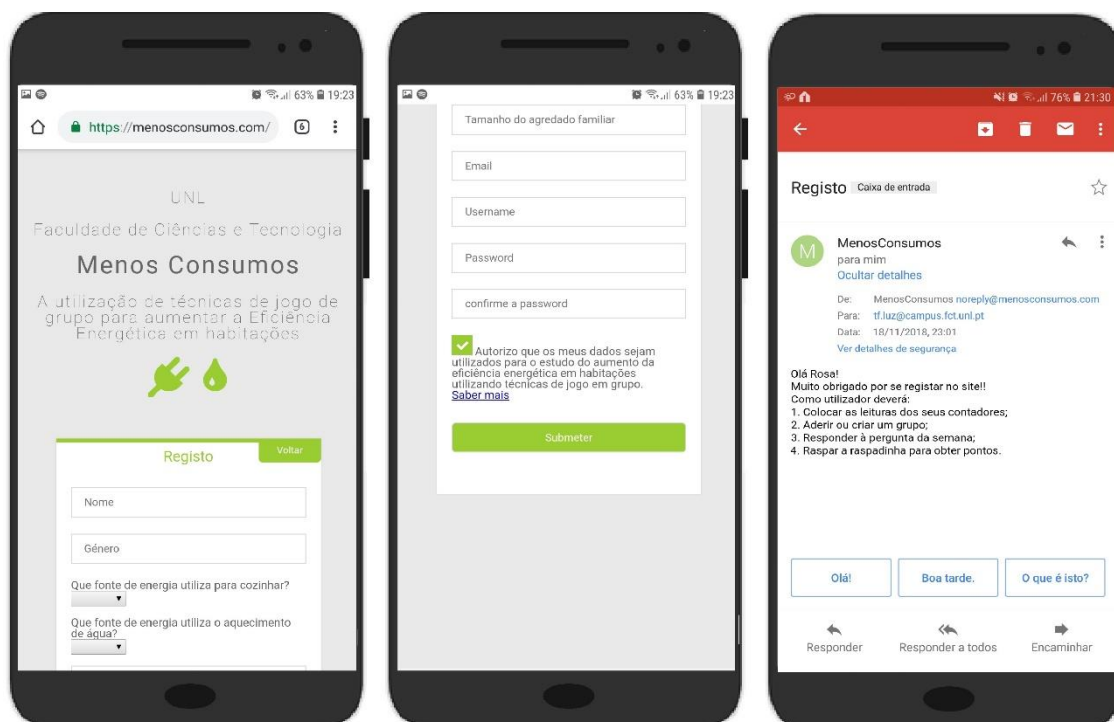 63% 19:23
https://menosconsumos.com/ 6
UNL
Faculdade de Ciências e Tecnologia
Menos Consumos
A utilização de técnicas de jogo de
grupo para aumentar a Eficiência
Energética em habitações
Registo Voltar
Nome
Género
Que fonte de energia utiliza para cozinhar?
Que fonte de energia utiliza o aquecimento
de água?
63% 19:23
Tamanho do agredado familiar
Email
Username
Password
confirme a password
Autorizo que os meus dados sejam
utilizados para o estudo do aumento da
eficiência energética em habitações
utilizando técnicas de jogo em grupo.
Saber mais
Submeter
76% 21:30
Registo Caixa de entrada
M
MenosConsumos
para mim
Ocultar detalhes
De: MenosConsumos noreply@menosconsumos.com
Para: tf.luz@campus.fct.unl.pt
Data: 18/11/2018, 23:01
Ver detalhes de segurança
Olá Rosa!
Muito obrigado por se registar no site!!
Como utilizador deverá:
1. Colocar as leituras dos seus contadores;
2. Aderir ou criar um grupo;
3. Responder à pergunta da semana;
4. Raspar a raspadinha para obter pontos.
Olá! Boa tarde. O que é isto?
Responder Responder a todos Encaminhar